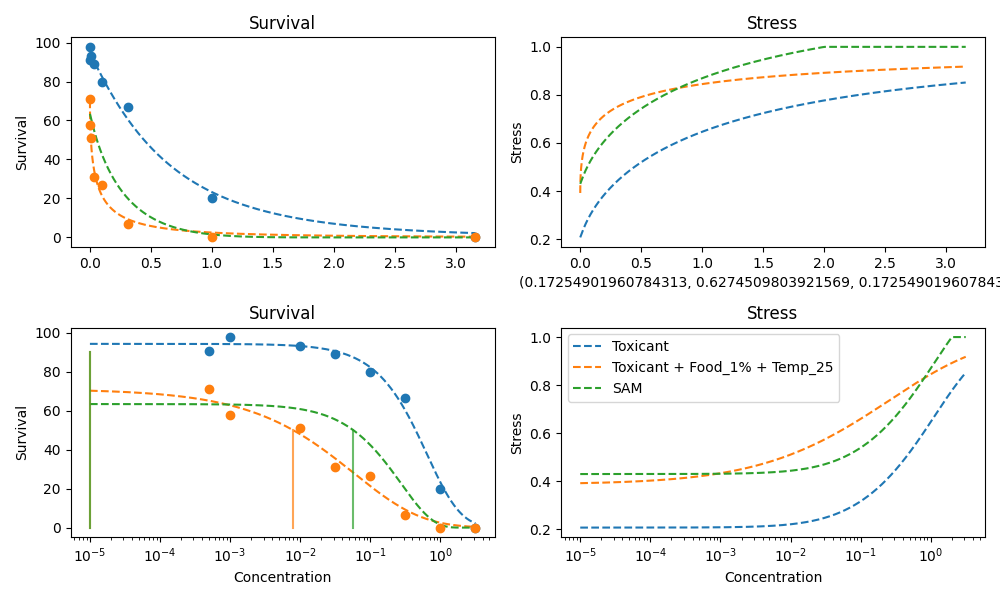 Survival
Stress
Survival
100
80
60
40
20
0
0.0 0.5 1.0 1.5 2.0 2.5 3.0
Stress
1.0
0.8
0.6
0.4
0.2
0.0 0.5 1.0 1.5 2.0 2.5 3.0
(0.17254901960784313, 0.6274509803921569, 0.172549019607843
Survival
Stress
Survival
100
80
60
40
20
0
10⁻⁵ 10⁻⁴ 10⁻³ 10⁻² 10⁻¹ 10⁰
Concentration
Stress
1.0
0.8
0.6
0.4
0.2
Toxicant
Toxicant + Food_1% + Temp_25
SAM
10⁻⁵ 10⁻⁴ 10⁻³ 10⁻² 10⁻¹ 10⁰
Concentration